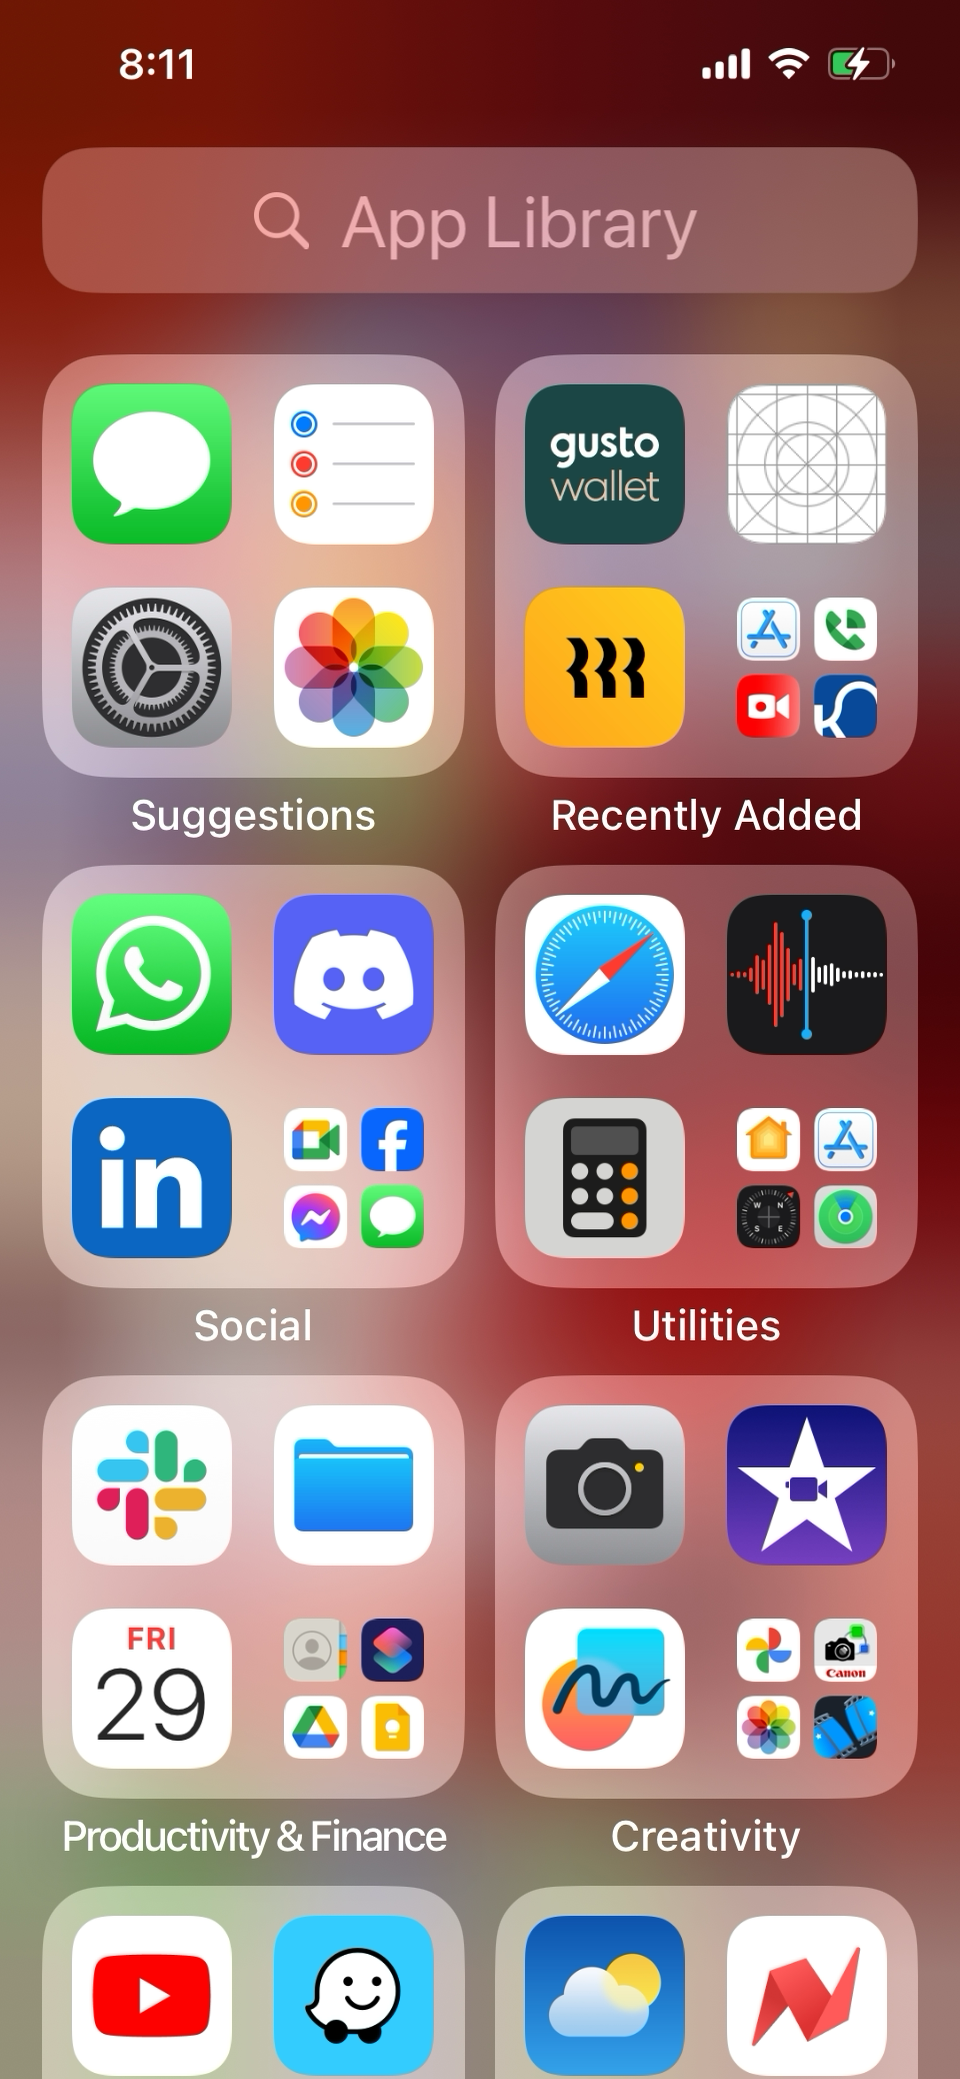 8:11
App Library
gusto
wallet
Suggestions
Recently Added
in
W N
S E
Social
Utilities
FRI
29
Canon
Productivity & Finance
Creativity